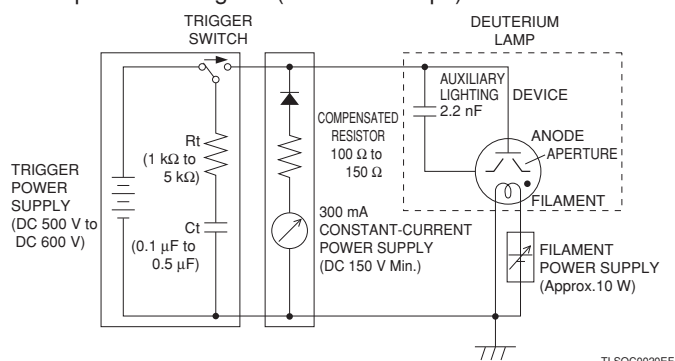 TRIGGER
SWITCH
DEUTERIUM
LAMP
AUXILIARY
LIGHTING DEVICE
2.2 nF
COMPENSATED
RESISTOR
100 Ω to
150 Ω
ANODE
APERTURE
FILAMENT
Rt
(1 kΩ to
5 kΩ)
TRIGGER
POWER
SUPPLY
(DC 500 V to
DC 600 V)
Ct
(0.1 μF to
0.5 μF)
300 mA
CONSTANT-CURRENT
POWER SUPPLY
(DC 150 V Min.)
FILAMENT
POWER SUPPLY
(Approx.10 W)